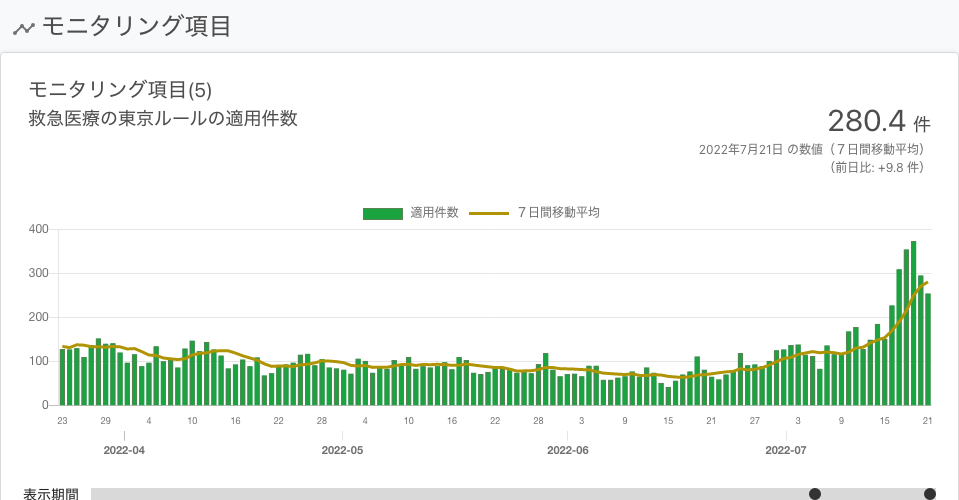 モニタリング項目
モニタリング項目(5)
救急医療の東京ルールの適用件数
280.4 件
2022年7月21日 の数値（７日間移動平均）
（前日比: +9.8 件）
適用件数 ７日間移動平均
400
300
200
100
0
23 29 4 10 16 22 28 4 10 16 22 28 3 9 15 21 27 3 9 15 21
2022-04 2022-05 2022-06 2022-07
表示期間